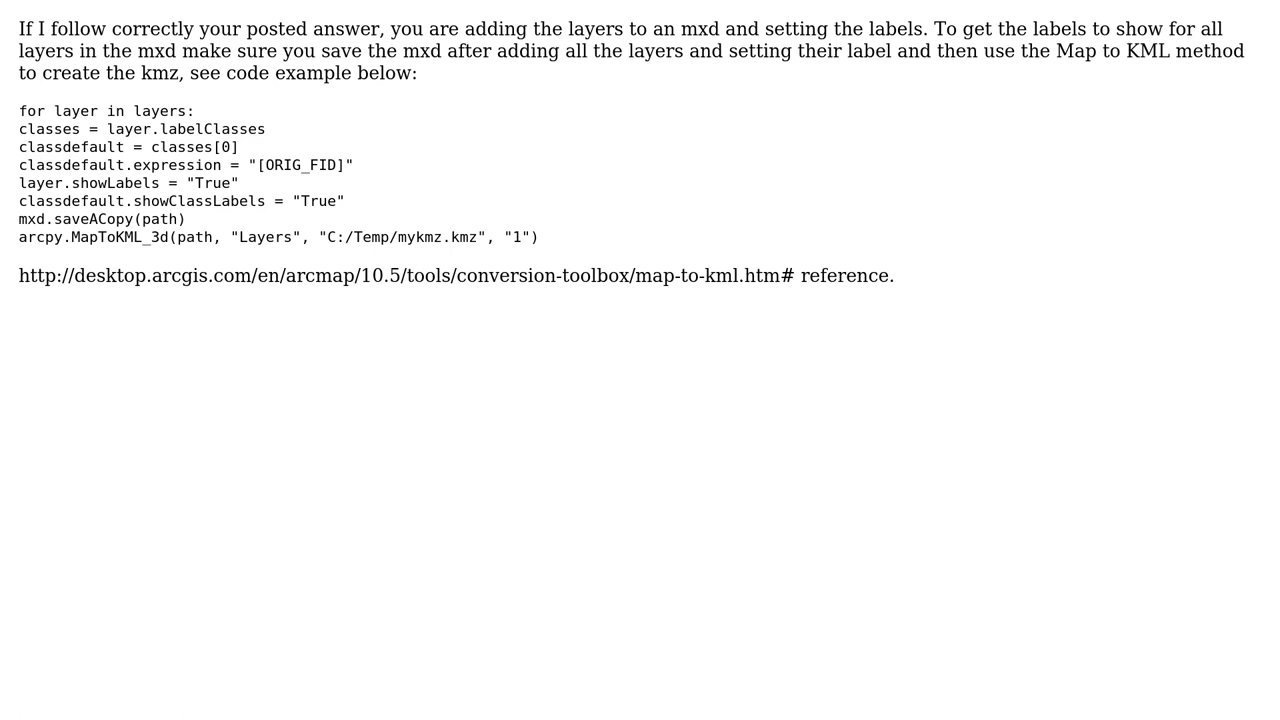 If I follow correctly your posted answer, you are adding the layers to an mxd and setting the labels. To get the labels to show for all
layers in the mxd make sure you save the mxd after adding all the layers and setting their label and then use the Map to KML method
to create the kmz, see code example below:
for layer in layers:
classes = layer.labelClasses
classdefault = classes[0]
classdefault.expression = "[ORIG_FID]"
layer.showLabels = "True"
classdefault.showClassLabels = "True"
mxd.saveACopy(path)
arcpy.MapToKML_3d(path, "Layers", "C:/Temp/mykmz.kmz", "1")
http://desktop.arcgis.com/en/arcmap/10.5/tools/conversion-toolbox/map-to-kml.htm# reference.